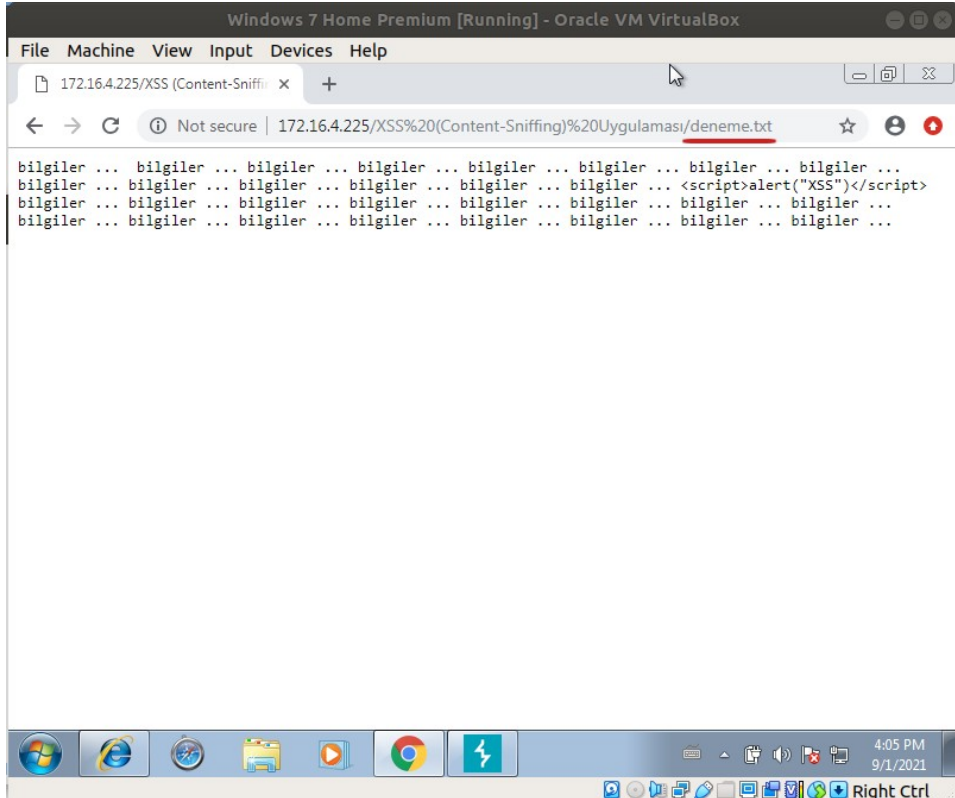 Windows 7 Home Premium [Running] - Oracle VM VirtualBox
File Machine View Input Devices Help
172.16.4.225/XSS (Content-Sniffi
Not secure | 172.16.4.225/XSS%20(Content-Sniffing)%20Uygulaması/deneme.txt
bilgiler ...  bilgiler ... bilgiler ... bilgiler ... bilgiler ... bilgiler ... bilgiler ... bilgiler ...
bilgiler ... bilgiler ... bilgiler ... bilgiler ... bilgiler ... bilgiler ... <script>alert("XSS")</script>
bilgiler ... bilgiler ... bilgiler ... bilgiler ... bilgiler ... bilgiler ... bilgiler ... bilgiler ...
bilgiler ... bilgiler ... bilgiler ... bilgiler ... bilgiler ... bilgiler ... bilgiler ... bilgiler ...
4:05 PM
9/1/2021
Right Ctrl